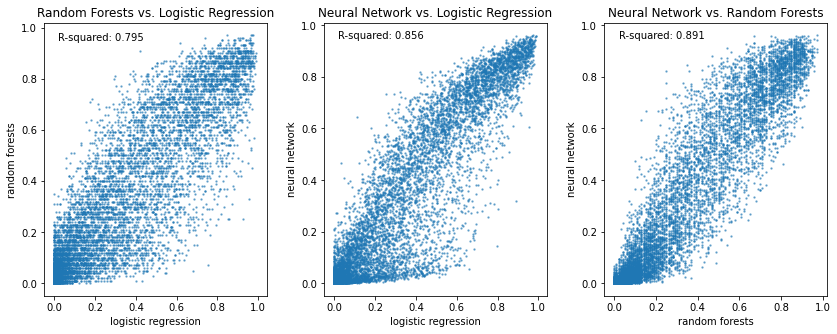 Random Forests vs. Logistic Regression
R-squared: 0.795
1.0
0.8
0.6
0.4
0.2
0.0
random forests
0.0 0.2 0.4 0.6 0.8 1.0
logistic regression
Neural Network vs. Logistic Regression
R-squared: 0.856
1.0
0.8
0.6
0.4
0.2
0.0
neural network
0.0 0.2 0.4 0.6 0.8 1.0
logistic regression
Neural Network vs. Random Forests
R-squared: 0.891
1.0
0.8
0.6
0.4
0.2
0.0
neural network
0.0 0.2 0.4 0.6 0.8 1.0
random forests